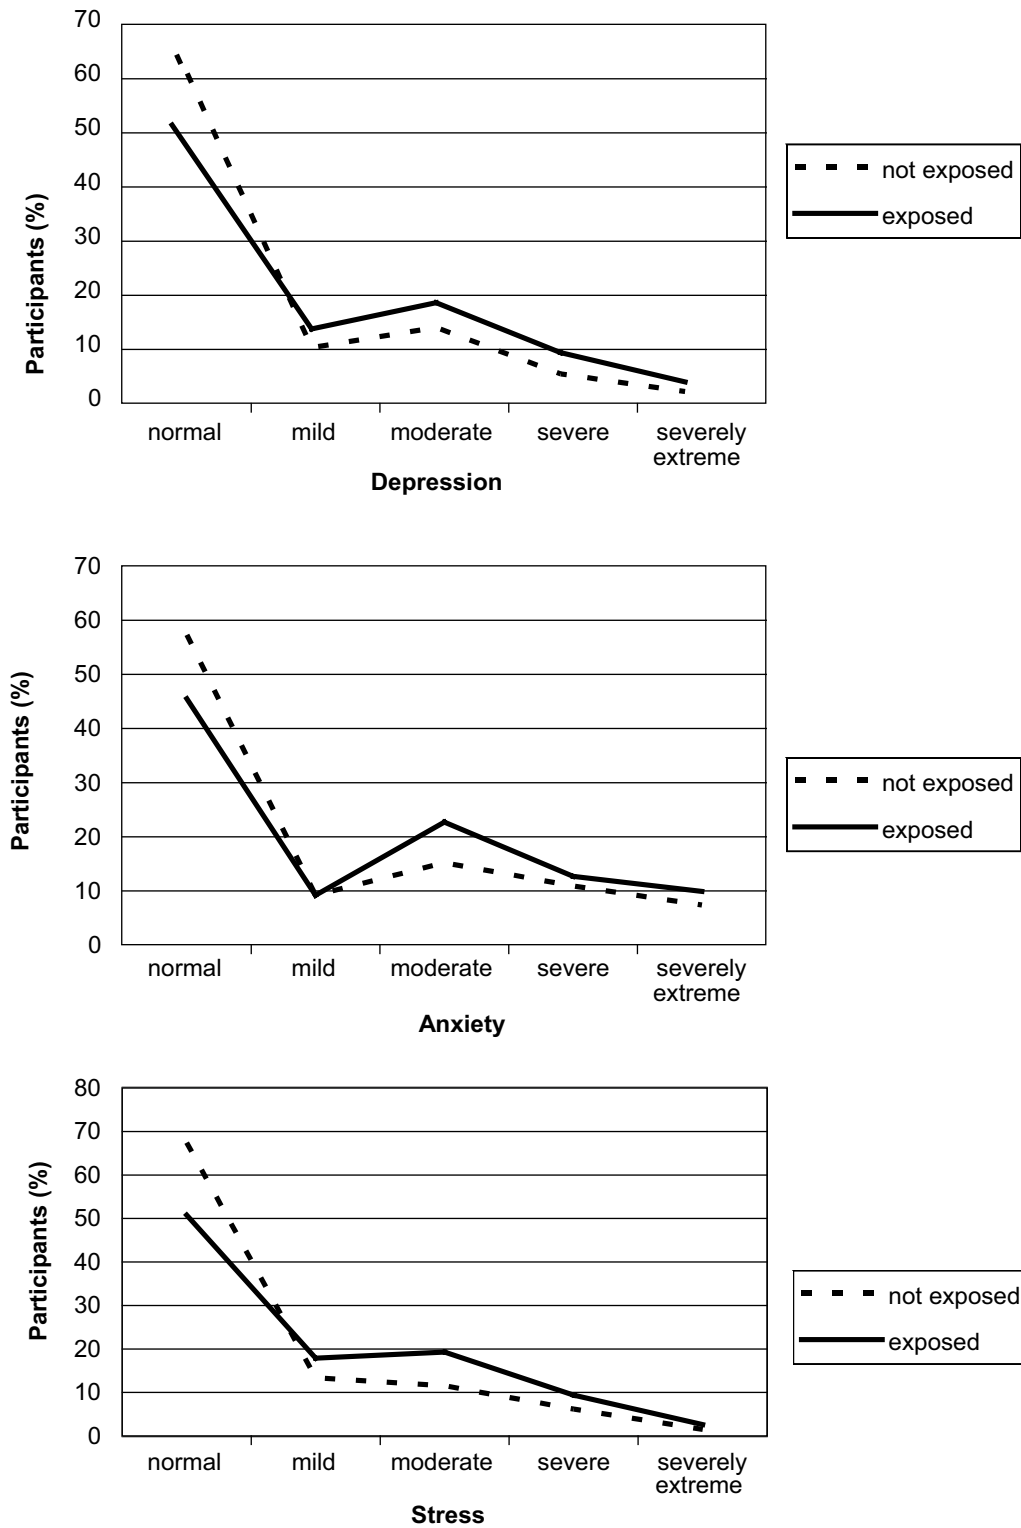 70
60
50
40
30
20
10
0
Participants (%)
normal mild moderate severe severely
extreme
Depression
not exposed
exposed
70
60
50
40
30
20
10
0
Participants (%)
normal mild moderate severe severely
extreme
Anxiety
not exposed
exposed
80
70
60
50
40
30
20
10
0
Participants (%)
normal mild moderate severe severely
extreme
Stress
not exposed
exposed